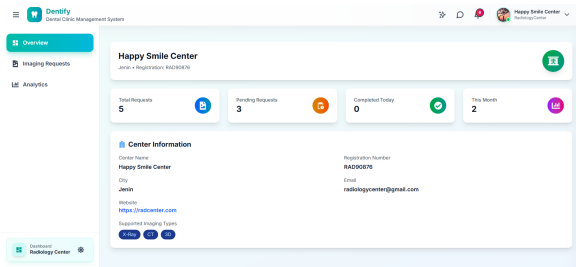 Dentify
Dental Clinic Management System
Happy Smile Center
RadiologyCenter
Overview
Imaging Requests
Analytics
Happy Smile Center
Jenin • Registration: RAD90876
Total Requests
5
Pending Requests
3
Completed Today
0
This Month
2
Center Information
Center Name
Happy Smile Center
Registration Number
RAD90876
City
Jenin
Email
radiologycenter@gmail.com
Website
https://radcenter.com
Supported Imaging Types
X-Ray CT 3D
Dashboard
Radiology Center